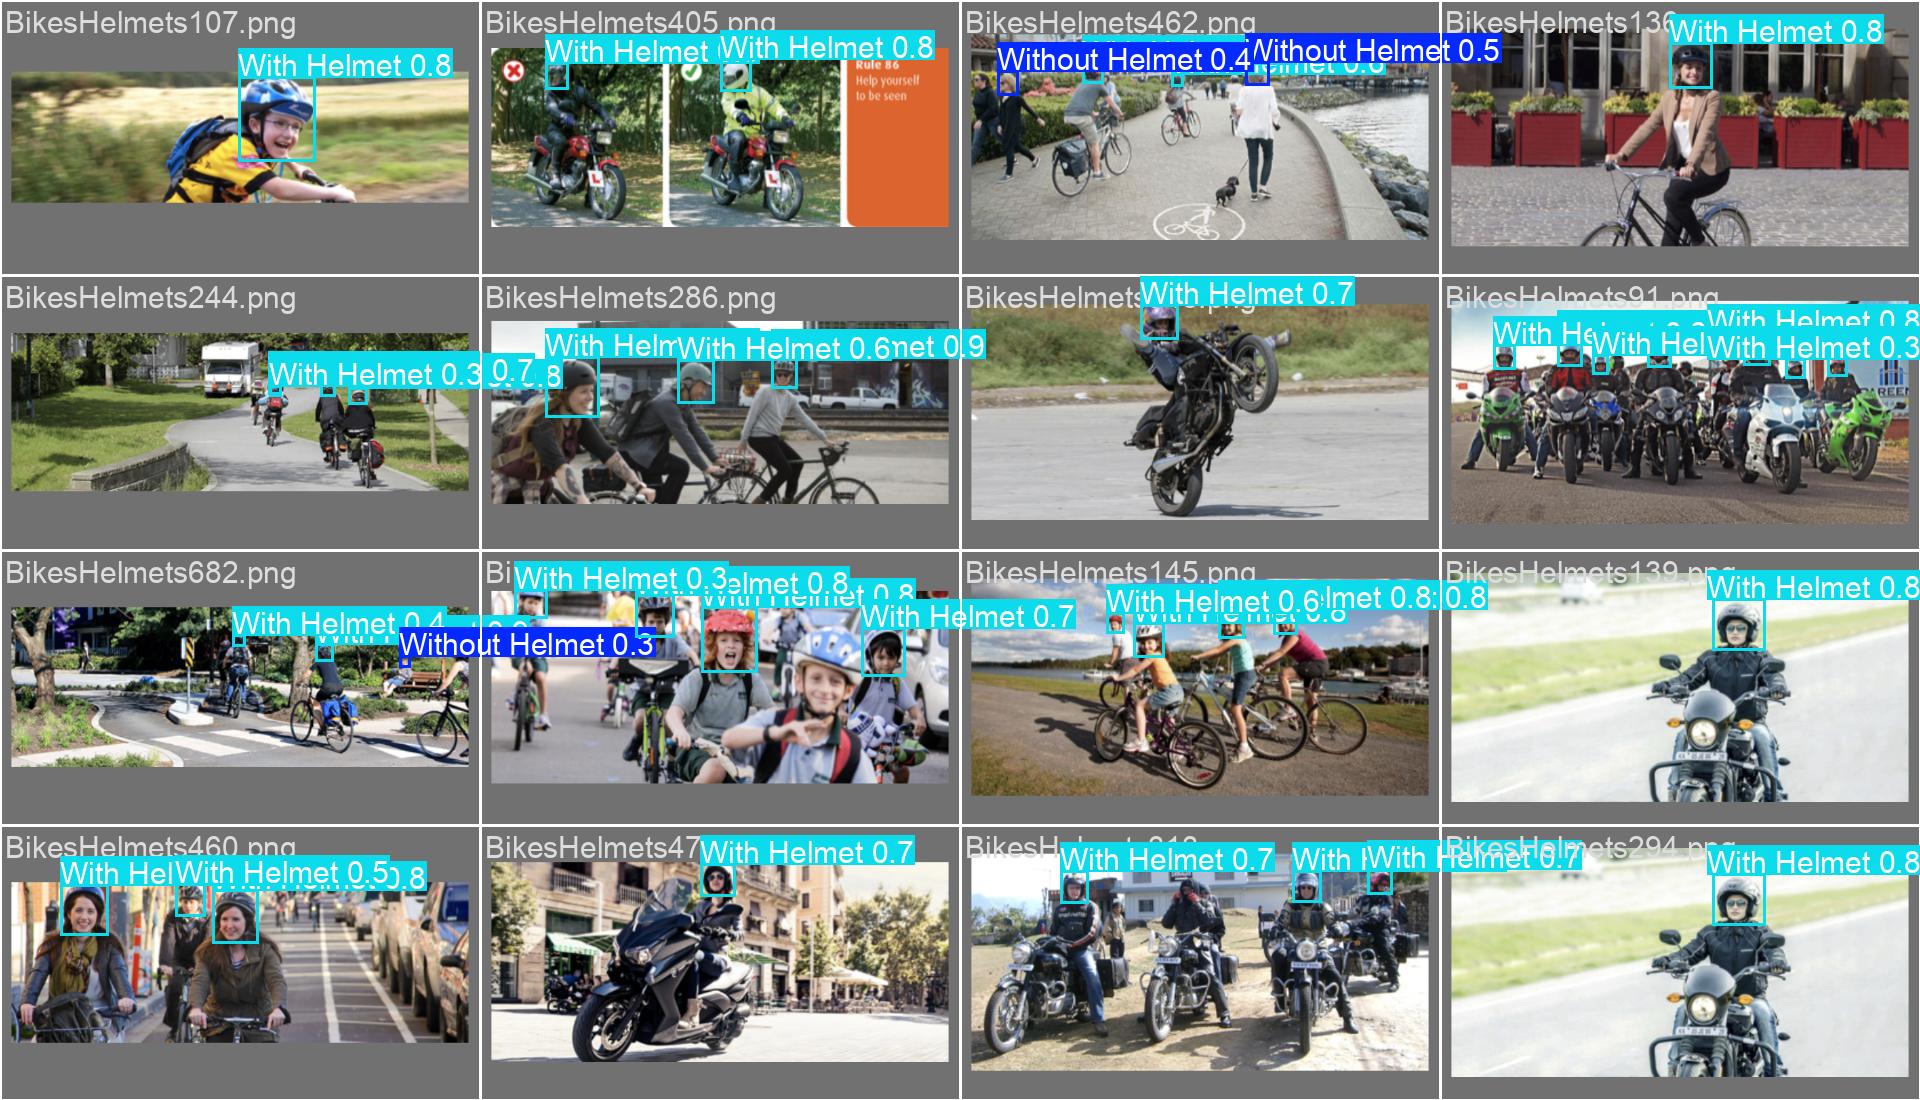 BikesHelmets107.png
With Helmet 0.8
BikesHelmets405.png
With Helmet
With Helmet 0.8
Rule 86
Help yourself
to be seen
L
L
BikesHelmets462.png
Without Helmet 0.4
Without Helmet 0.5
BikesHelmets136
With Helmet 0.8
BikesHelmets244.png
With Helmet 0.3
0.7
0.8
BikesHelmets286.png
With Helm
With Helmet 0.6
met 0.9
BikesHelmets
With Helmet 0.7
BikesHelmets91.png
With He
With Hel
With Helmet 0.8
With Helmet 0.3
REEN
BikesHelmets682.png
With Helmet 0.4
Without Helmet 0.3
Bi
With Helmet 0.3
elmet 0.8
With Helmet 0.8
With Helmet 0.7
BikesHelmets145.png
With Helmet 0.6
lmet 0.8
0.8
0.8
BikesHelmets139.png
With Helmet 0.8
BikesHelmets460.png
With Hel
With Helmet 0.5
0.8
BikesHelmets47
With Helmet 0.7
BikesHelmets
With Helmet 0.7
With H
With Helmet 0.7
BikesHelmets294.png
With Helmet 0.8